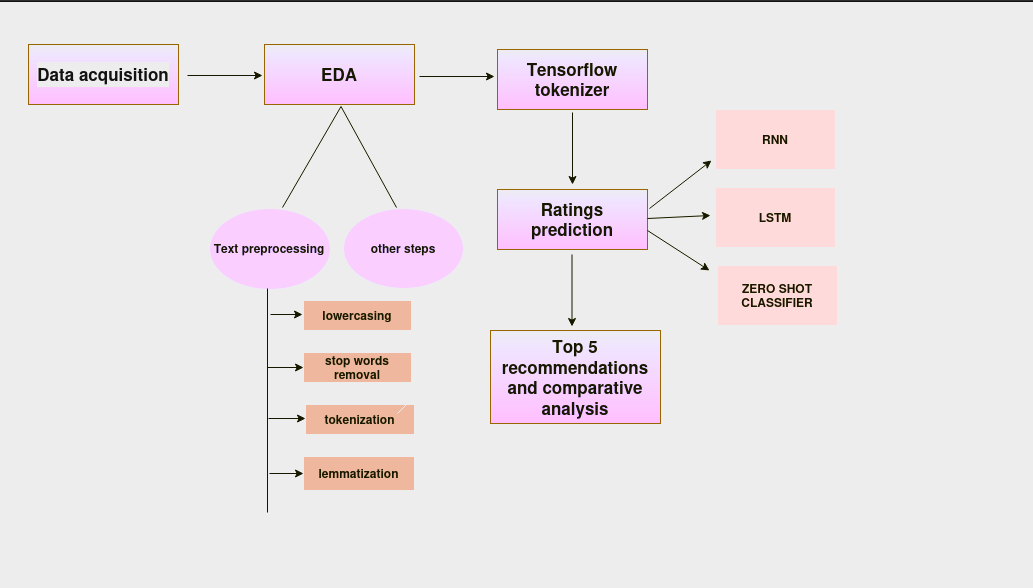 Data acquisition
EDA
Tensorflow
tokenizer
RNN
Ratings
prediction
LSTM
Text preprocessing
other steps
ZERO SHOT
CLASSIFIER
lowercasing
stop words
removal
tokenization
lemmatization
Top 5
recommendations
and comparative
analysis